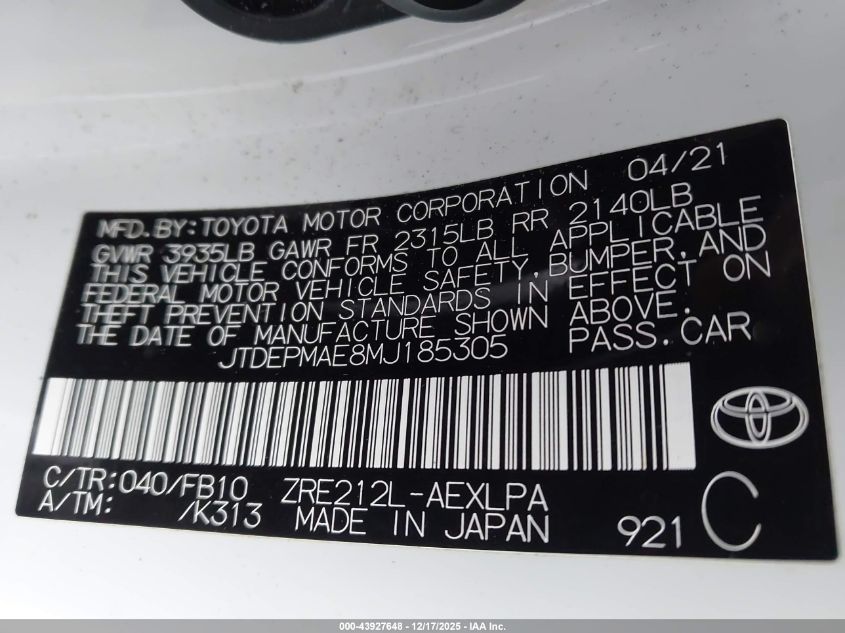 MFD.BY:TOYOTA MOTOR CORPORATION 04/21
GVWR 3935LB GAWR FR 2315LB RR 2140LB
THIS VEHICLE CONFORMS TO ALL APPLICABLE
FEDERAL MOTOR VEHICLE SAFETY,BUMPER,AND
THEFT PREVENTION STANDARDS IN EFFECT ON
THE DATE OF MANUFACTURE SHOWN ABOVE.
JTDEPMAE8MJ185305 PASS.CAR
C/TR:040/FB10 ZRE212L-AEXLPA
A/TM: /K313 MADE IN JAPAN 921 C
000-43927648 - 12/17/2025 - IAA Inc.